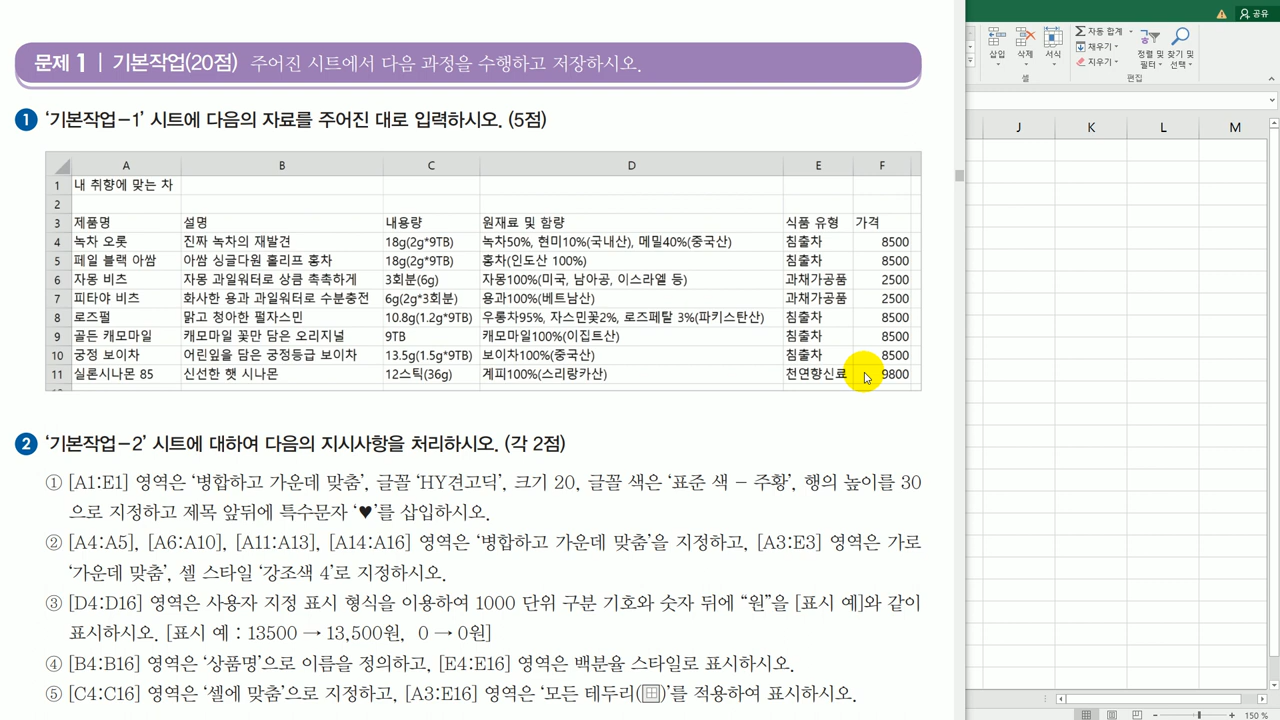 공유
문제 1 | 기본작업(20점) 주어진 시트에서 다음 과정을 수행하고 저장하시오.
삽입 삭제 서식
자동 합계
채우기
지우기
정렬 및 필터 찾기 및 선택
셀 편집
1 '기본작업-1' 시트에 다음의 자료를 주어진 대로 입력하시오. (5점)
J K L M
A B C D E F
1 내 취향에 맞는 차
2
3 제품명 설명 내용량 원재료 및 함량 식품 유형 가격
4 녹차 오롯 진짜 녹차의 재발견 18g(2g*9TB) 녹차50%, 현미10%(국내산), 메밀40%(중국산) 침출차 8500
5 페일 블랙 아쌈 아쌈 싱글다원 홀리프 홍차 18g(2g*9TB) 홍차(인도산 100%) 침출차 8500
6 자몽 비츠 자몽 과일워터로 상큼 촉촉하게 3회분(6g) 자몽100%(미국, 남아공, 이스라엘 등) 과채가공품 2500
7 피타야 비츠 화사한 용과 과일워터로 수분충전 6g(2g*3회분) 용과100%(베트남산) 과채가공품 2500
8 로즈펄 맑고 청아한 펄자스민 10.8g(1.2g*9TB) 우롱차95%, 자스민꽃2%, 로즈페탈 3%(파키스탄산) 침출차 8500
9 골든 캐모마일 캐모마일 꽃만 담은 오리지널 9TB 캐모마일100%(이집트산) 침출차 8500
10 궁정 보이차 어린잎을 담은 궁정등급 보이차 13.5g(1.5g*9TB) 보이차100%(중국산) 침출차 8500
11 실론시나몬 85 신선한 햇 시나몬 12스틱(36g) 계피100%(스리랑카산) 천연향신료 9800
2 '기본작업-2' 시트에 대하여 다음의 지시사항을 처리하시오. (각 2점)
① [A1:E1] 영역은 '병합하고 가운데 맞춤', 글꼴 'HY견고딕', 크기 20, 글꼴 색은 '표준 색 – 주황', 행의 높이를 30
으로 지정하고 제목 앞뒤에 특수문자 '♥'를 삽입하시오.
② [A4:A5], [A6:A10], [A11:A13], [A14:A16] 영역은 '병합하고 가운데 맞춤'을 지정하고, [A3:E3] 영역은 가로
'가운데 맞춤', 셀 스타일 '강조색 4'로 지정하시오.
③ [D4:D16] 영역은 사용자 지정 표시 형식을 이용하여 1000 단위 구분 기호와 숫자 뒤에 "원"을 [표시 예]와 같이
표시하시오. [표시 예 : 13500 → 13,500원, 0 → 0원]
④ [B4:B16] 영역은 '상품명'으로 이름을 정의하고, [E4:E16] 영역은 백분율 스타일로 표시하시오.
⑤ [C4:C16] 영역은 '셀에 맞춤'으로 지정하고, [A3:E16] 영역은 '모든 테두리(田)'를 적용하여 표시하시오.
150 %